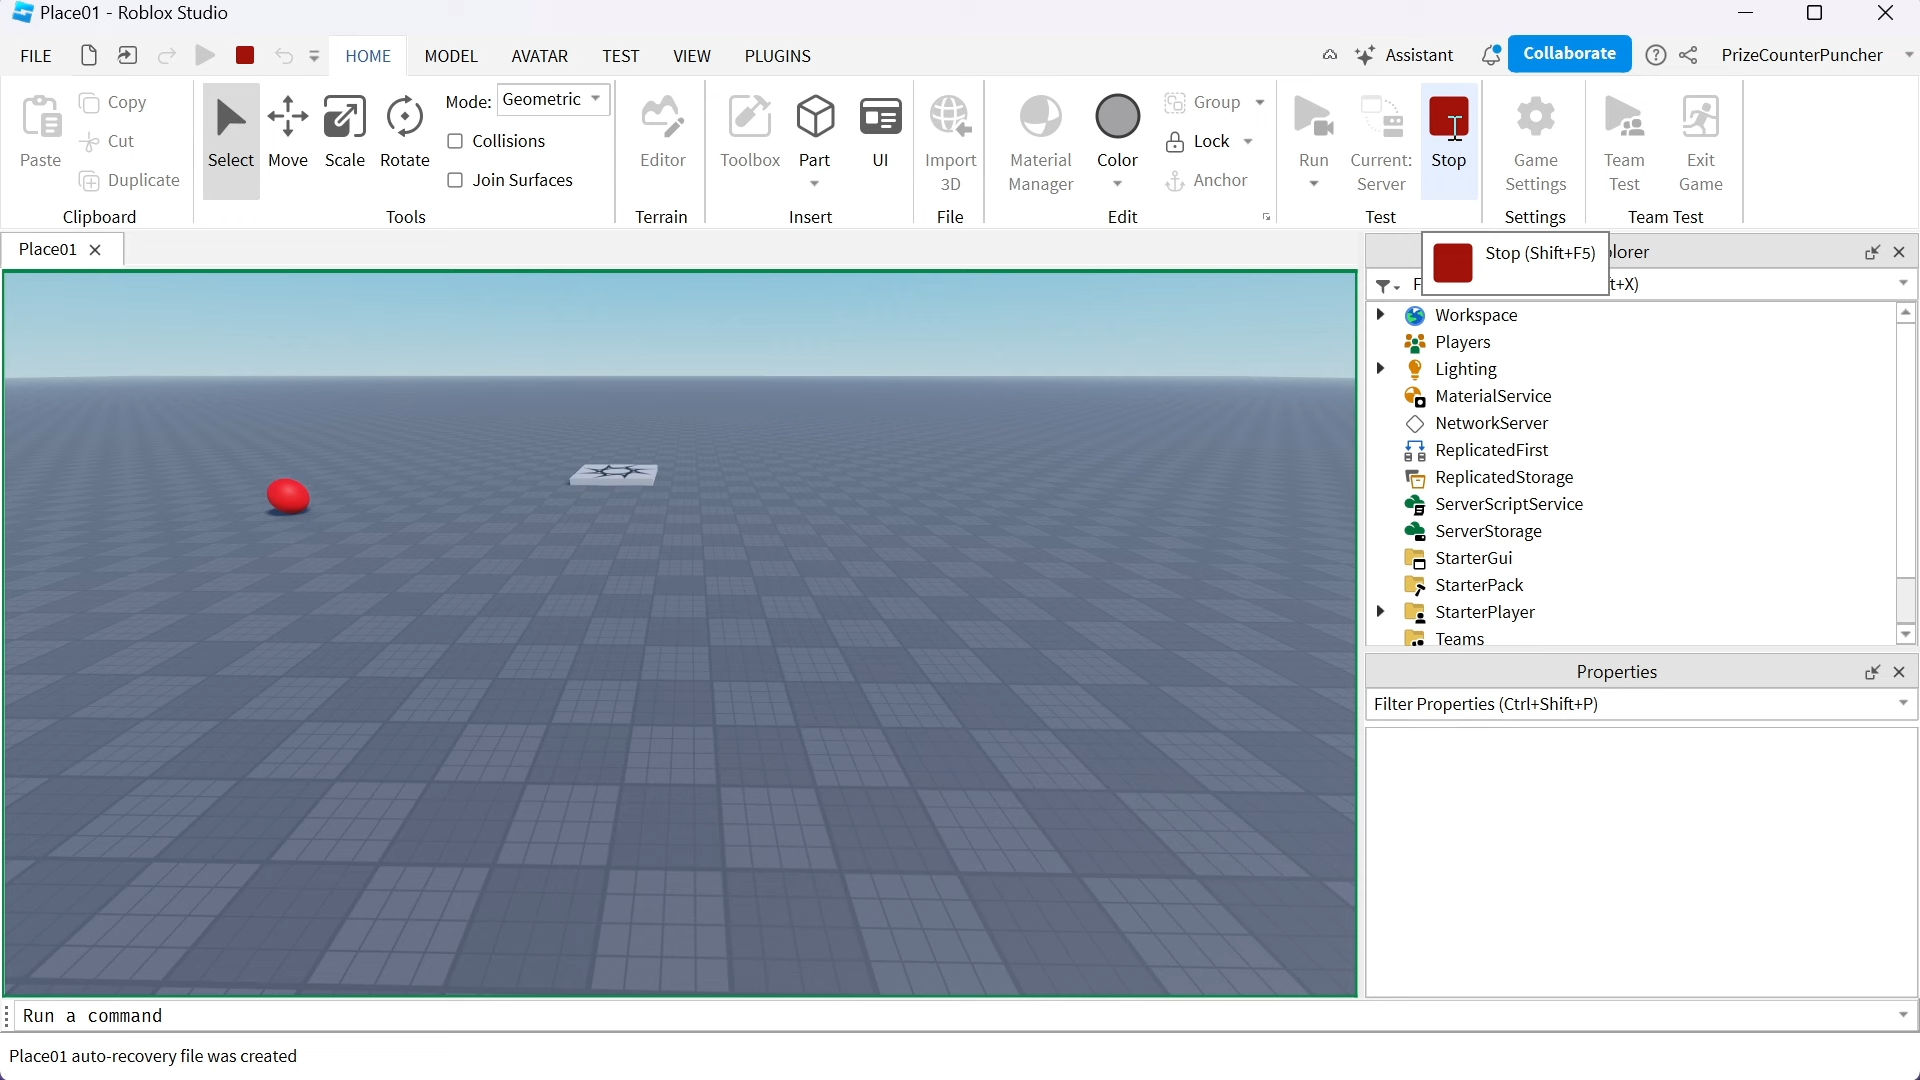 Place01 - Roblox Studio
FILE
HOME
MODEL
AVATAR
TEST
VIEW
PLUGINS
Assistant
Collaborate
PrizeCounterPuncher
Paste
Copy
Cut
Duplicate
Clipboard
Select
Move
Scale
Rotate
Mode: Geometric
Collisions
Join Surfaces
Tools
Editor
Terrain
Toolbox
Part
UI
Insert
Import
3D
File
Material
Manager
Color
Group
Lock
Anchor
Edit
Run
Current:
Server
Stop
Test
Game
Settings
Settings
Team
Test
Exit
Game
Team Test
Place01
Stop (Shift+F5)
lorer
F
t+X)
Workspace
Players
Lighting
MaterialService
NetworkServer
ReplicatedFirst
ReplicatedStorage
ServerScriptService
ServerStorage
StarterGui
StarterPack
StarterPlayer
Teams
Properties
Filter Properties (Ctrl+Shift+P)
Run a command
Place01 auto-recovery file was created